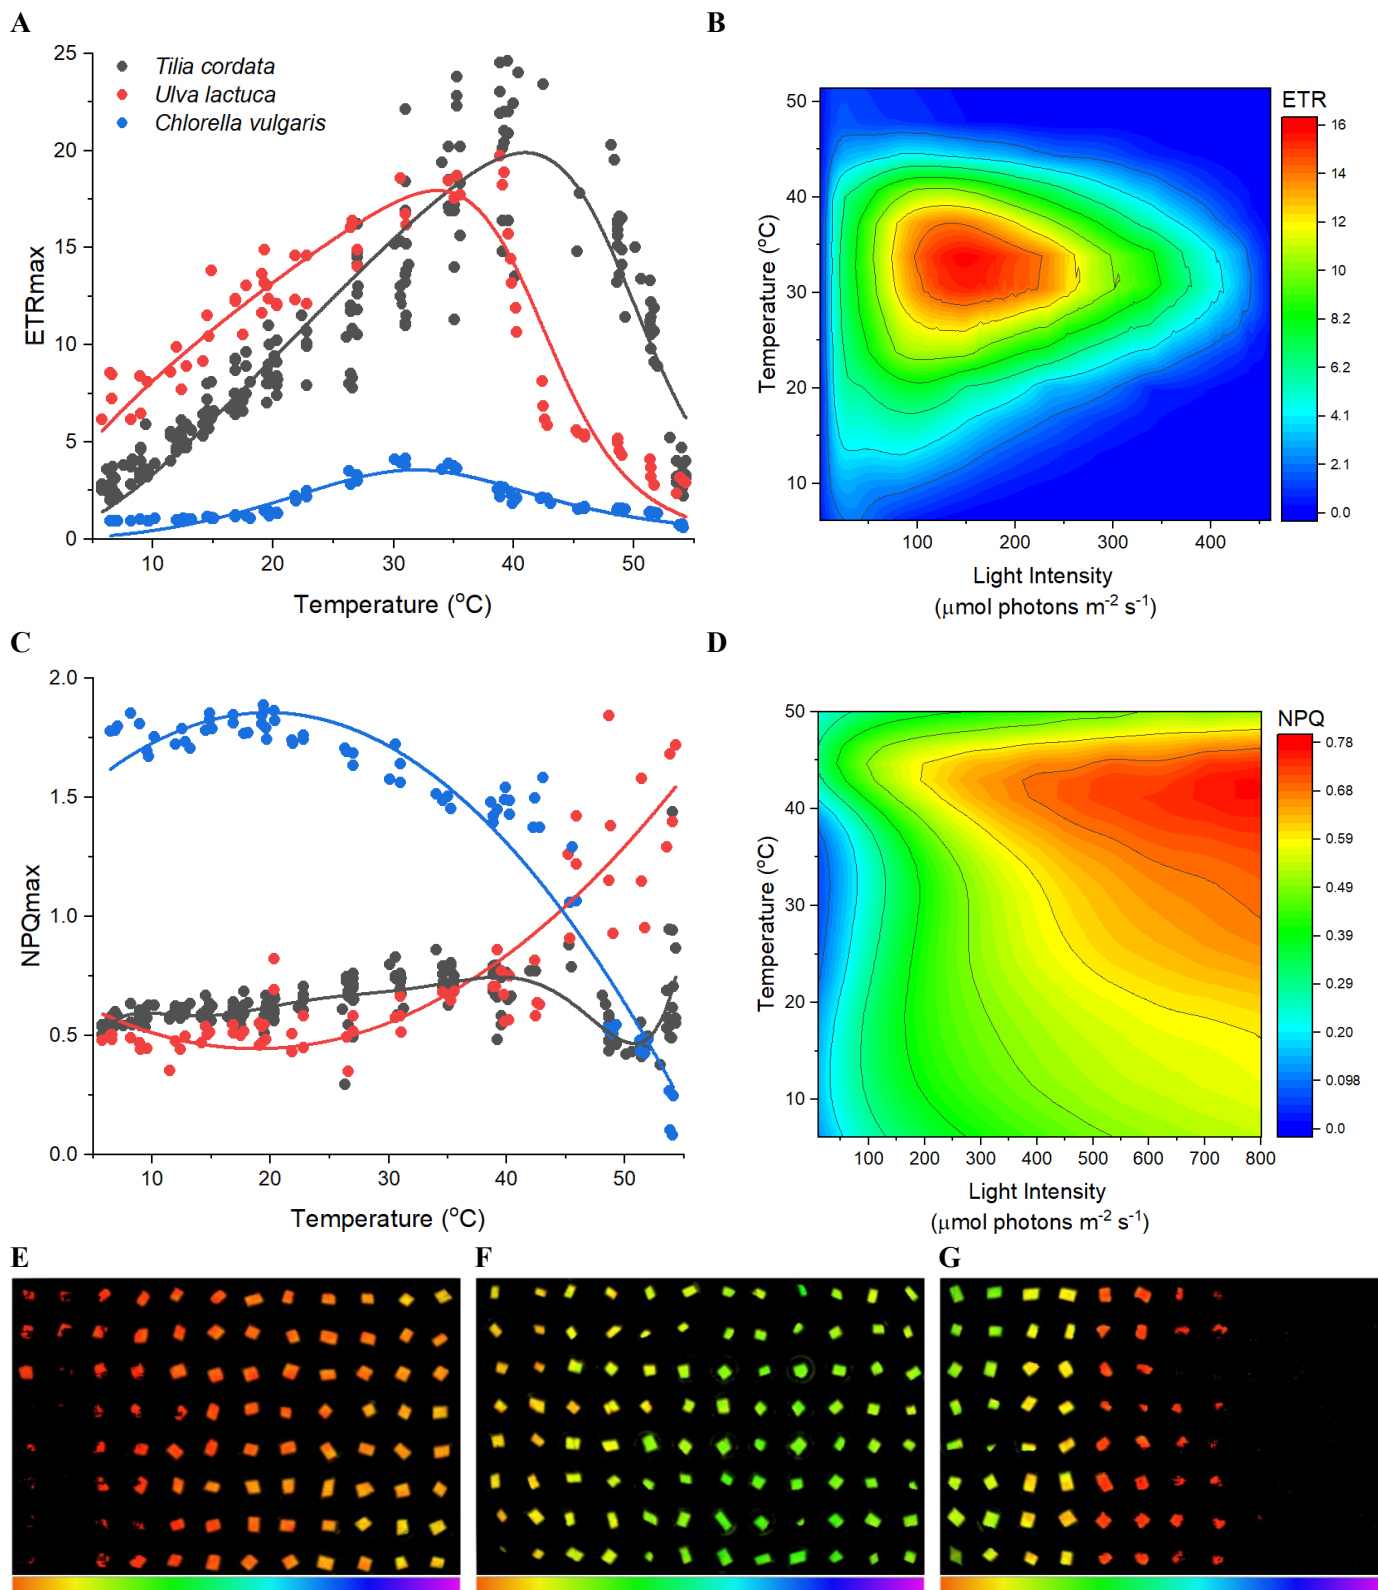 A
25
20
15
10
5
0
ETRmax
Tilia cordata
Ulva lactuca
Chlorella vulgaris
10 20 30 40 50
Temperature (°C)
B
50
40
30
20
10
Temperature (°C)
100 200 300 400
Light Intensity
(μmol photons m⁻² s⁻¹)
ETR
16
14
12
10
8.2
6.2
4.1
2.1
0.0
C
2.0
1.5
1.0
0.5
0.0
NPQmax
10 20 30 40 50
Temperature (°C)
D
50
40
30
20
10
Temperature (°C)
100 200 300 400 500 600 700 800
Light Intensity
(μmol photons m⁻² s⁻¹)
NPQ
0.78
0.68
0.59
0.49
0.39
0.29
0.20
0.098
0.0
E
F
G